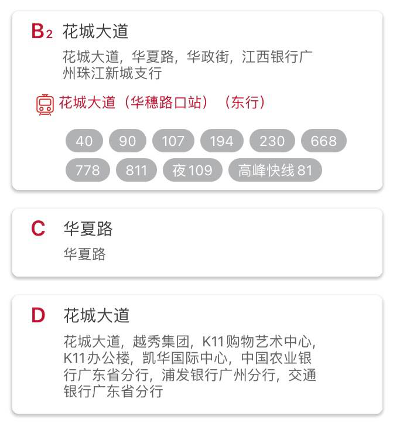 B2 花城大道
花城大道，华夏路，华政街，江西银行广
州珠江新城支行
花城大道（华穗路口站）（东行）
40 90 107 194 230 668
778 811 夜109 高峰快线81
C 华夏路
华夏路
D 花城大道
花城大道，越秀集团，K11购物艺术中心，
K11办公楼，凯华国际中心，中国农业银
行广东省分行，浦发银行广州分行，交通
银行广东省分行